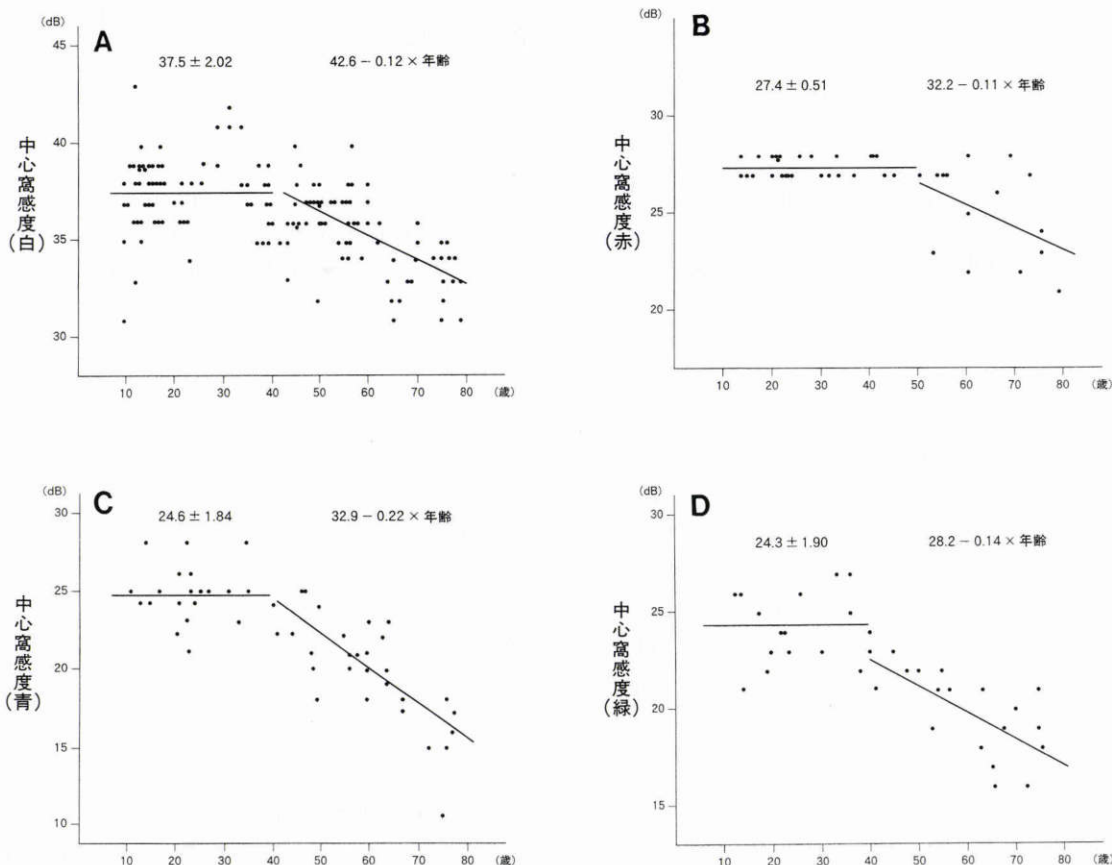 A
(dB)
37.5 ± 2.02
42.6 − 0.12 × 年齢
45
40
35
30
中心窩感度(白)
10 20 30 40 50 60 70 80 (歳)
B
(dB)
27.4 ± 0.51
32.2 − 0.11 × 年齢
30
25
20
中心窩感度(赤)
10 20 30 40 50 60 70 80 (歳)
C
(dB)
24.6 ± 1.84
32.9 − 0.22 × 年齢
30
25
20
15
10
中心窩感度(青)
10 20 30 40 50 60 70 80 (歳)
D
(dB)
24.3 ± 1.90
28.2 − 0.14 × 年齢
30
25
20
15
中心窩感度(緑)
10 20 30 40 50 60 70 80 (歳)